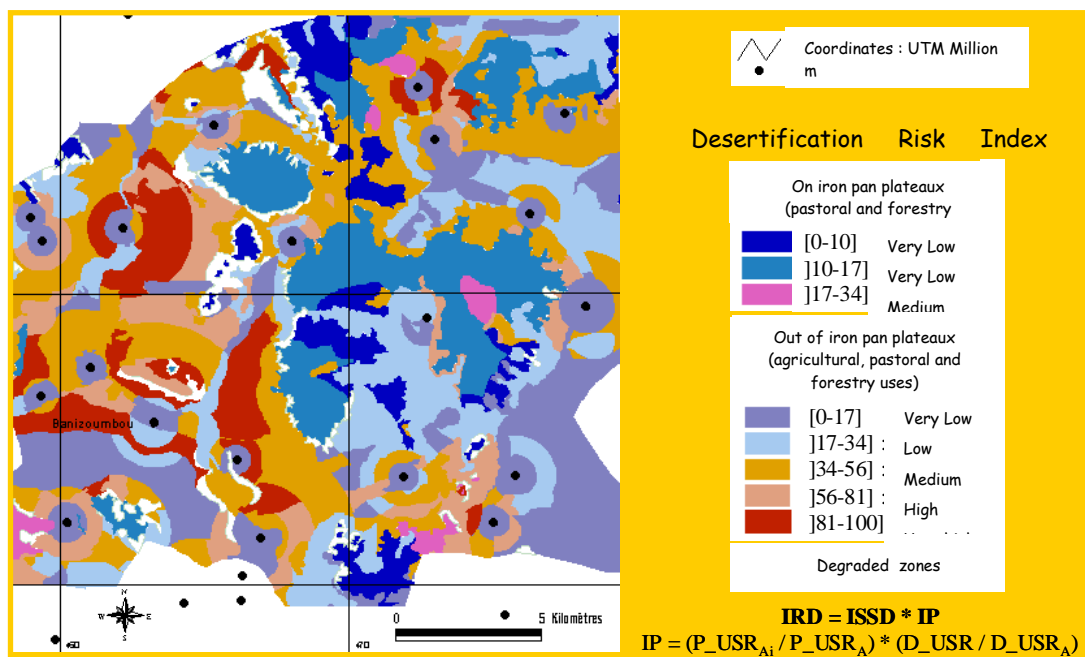 Coordinates : UTM Million
m
Desertification Risk Index
On iron pan plateaux
(pastoral and forestry
[0-10] Very Low
]10-17] Very Low
]17-34] Medium
Out of iron pan plateaux
(agricultural, pastoral and
forestry uses)
[0-17] Very Low
]17-34] : Low
]34-56] : Medium
]56-81] : High
]81-100]
Degraded zones
IRD = ISSD * IP
IP = (P_USR_Ai / P_USR_A) * (D_USR / D_USR_A)
Banizoumbou
N
W E
S
0 5 Kilomètres